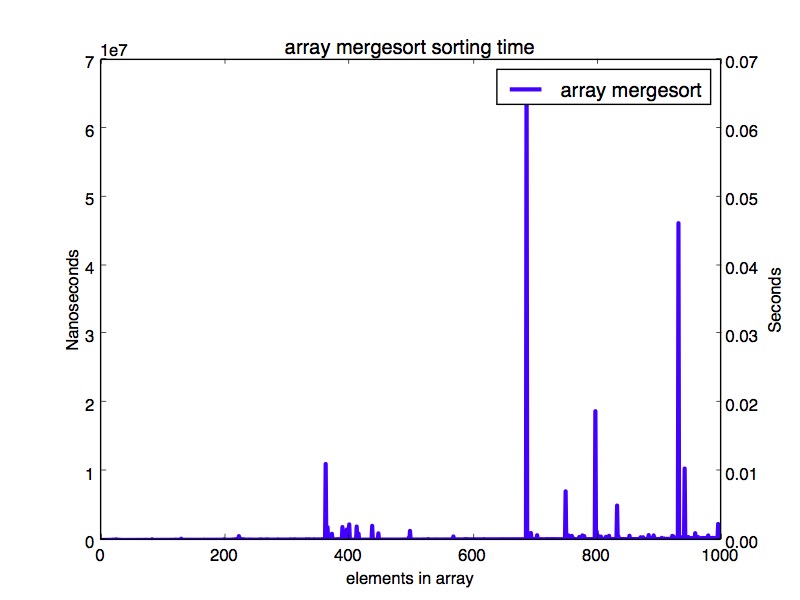 array mergesort sorting time
1e7
array mergesort
7
6
5
4
3
2
1
0
Nanoseconds
0.07
0.06
0.05
0.04
0.03
0.02
0.01
0.00
Seconds
0 200 400 600 800 1000
elements in array